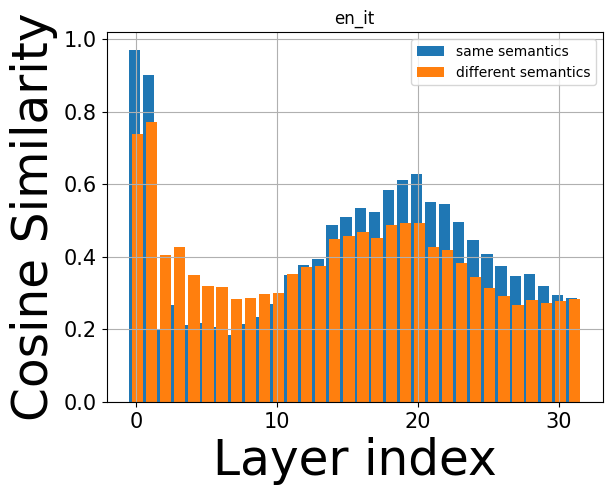 en_it
same semantics
different semantics
Cosine Similarity
1.0
0.8
0.6
0.4
0.2
0.0
0 10 20 30
Layer index